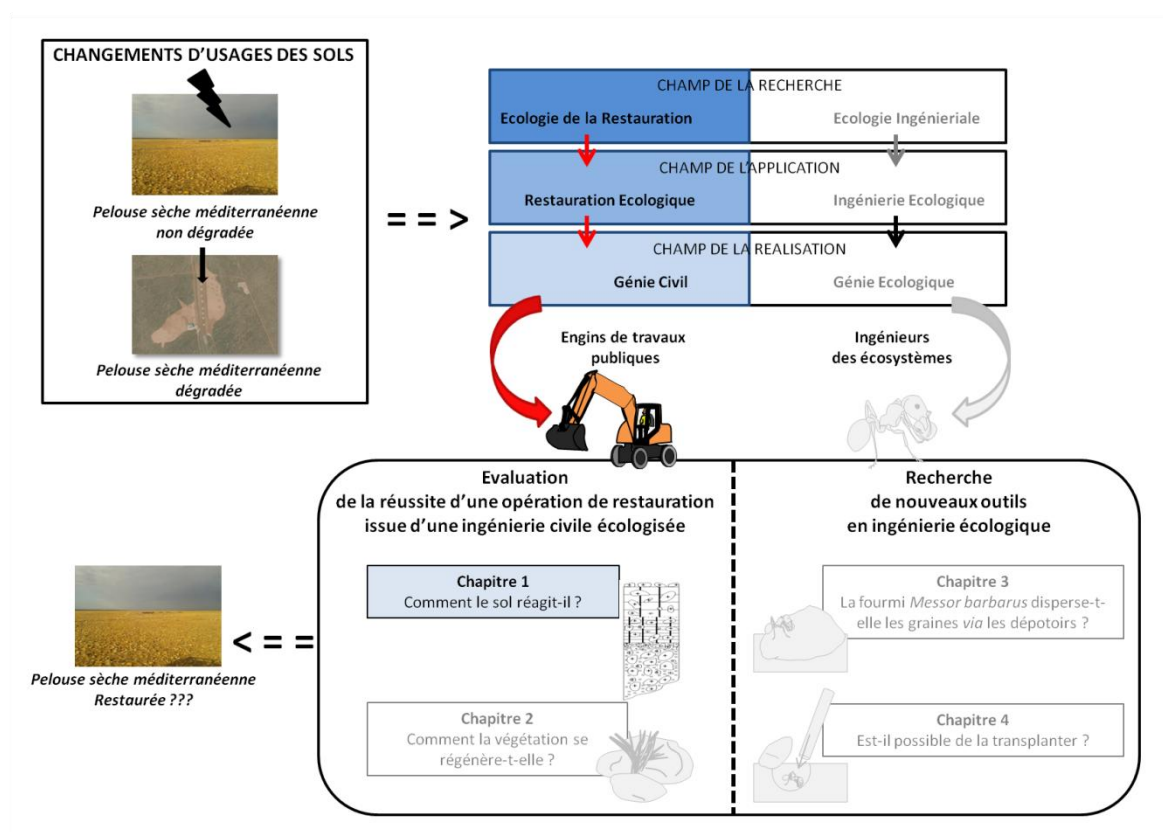 CHANGEMENTS D'USAGES DES SOLS
Pelouse sèche méditerranéenne
non dégradée
Pelouse sèche méditerranéenne
dégradée
= = >
CHAMP DE LA RECHERCHE
Ecologie de la Restauration
Ecologie Ingénieriale
CHAMP DE L'APPLICATION
Restauration Ecologique
Ingénierie Ecologique
CHAMP DE LA REALISATION
Génie Civil
Génie Ecologique
Engins de travaux
publiques
Ingénieurs
des écosystèmes
Evaluation
de la réussite d'une opération de restauration
issue d'une ingénierie civile écologisée
Chapitre 1
Comment le sol réagit-il ?
Chapitre 2
Comment la végétation se
régénère-t-elle ?
Recherche
de nouveaux outils
en ingénierie écologique
Chapitre 3
La fourmi Messor barbarus disperse-t-
elle les graines via les dépotoirs ?
Chapitre 4
Est-il possible de la transplanter ?
< = =
Pelouse sèche méditerranéenne
Restaurée ???